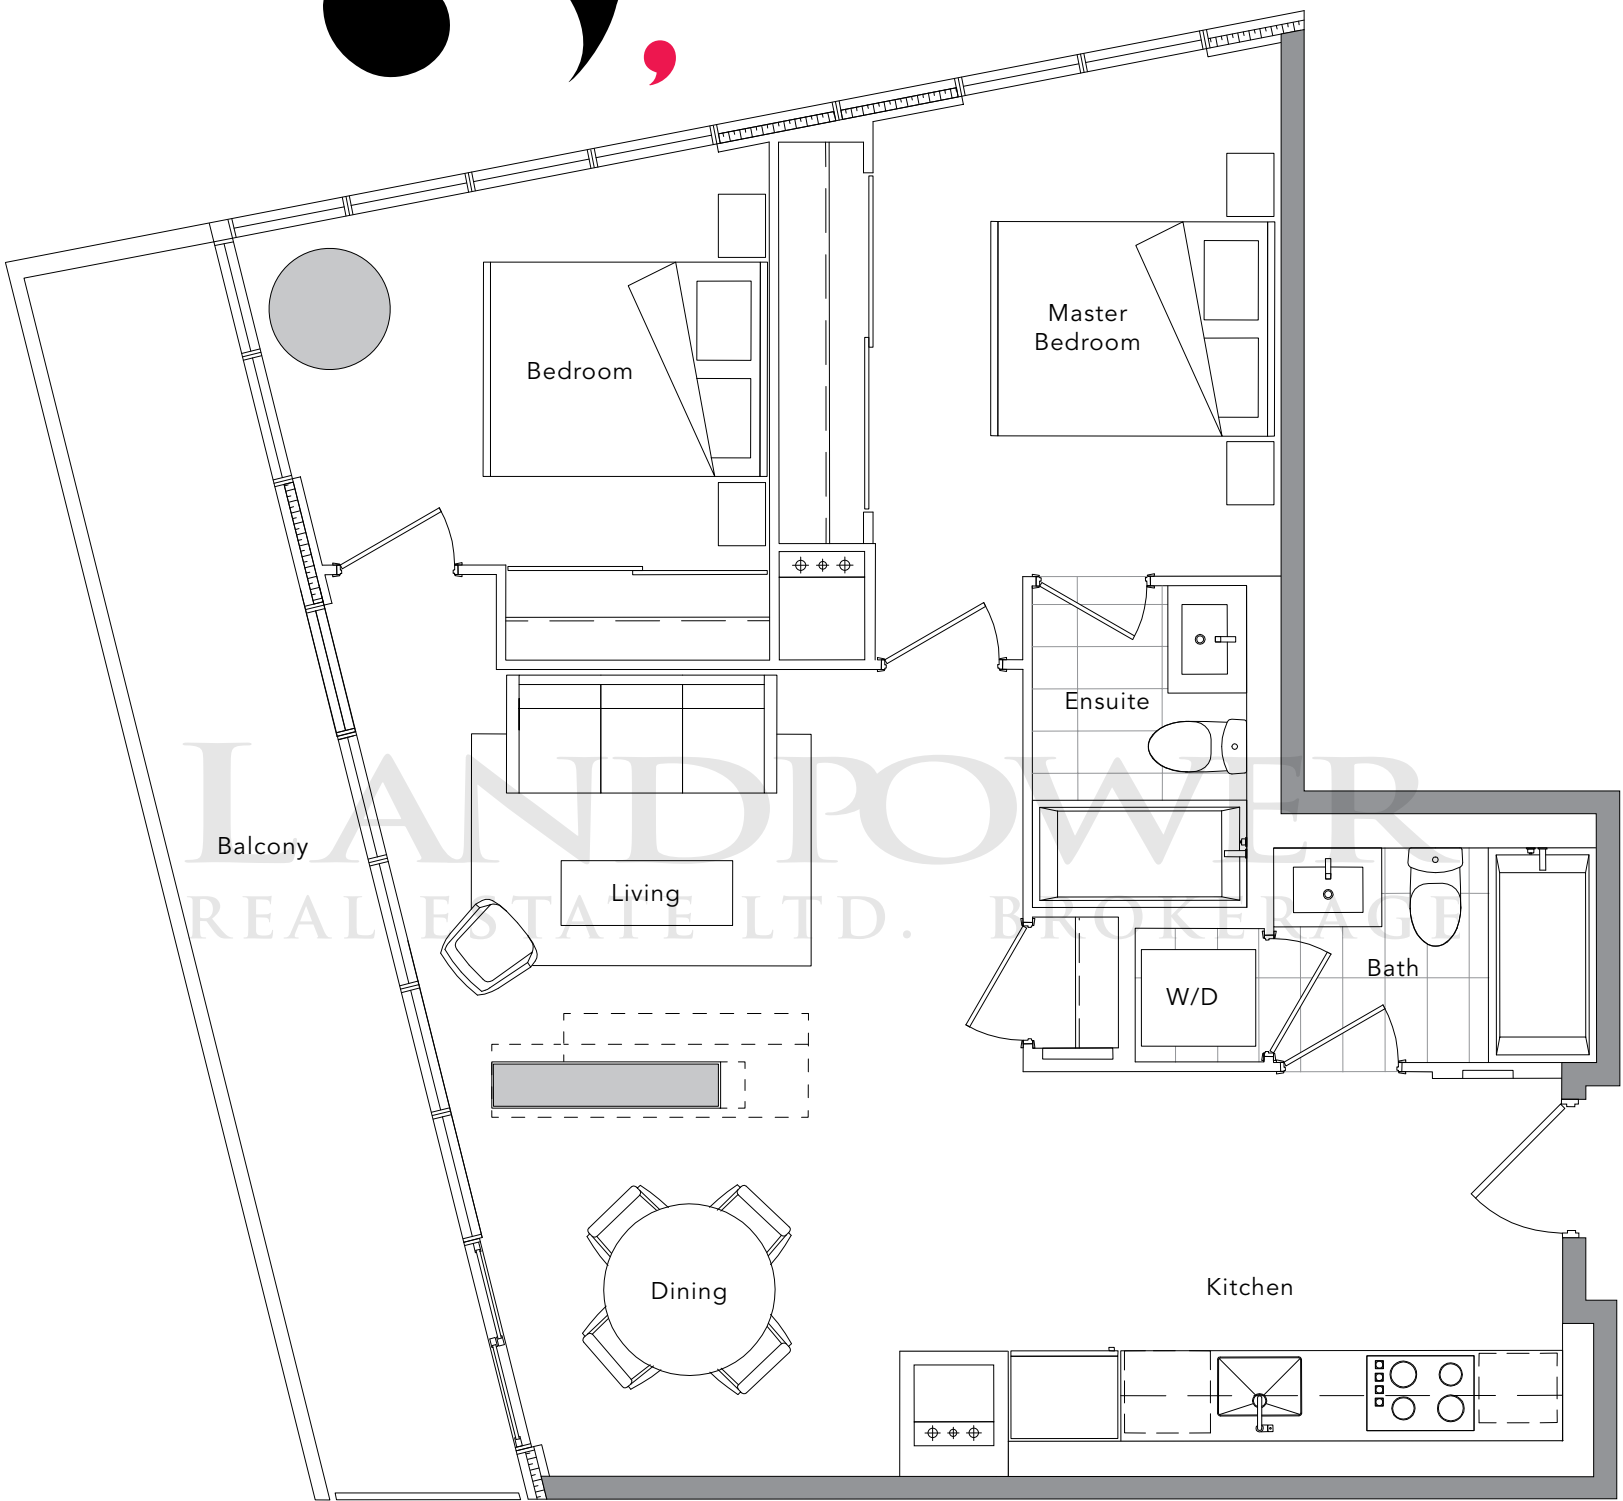 Master
Bedroom
Bedroom
Ensuite
LANDPOWER
Balcony
Living
REAL ESTATE LTD. BROKERAGE
Bath
W/D
Kitchen
Dining